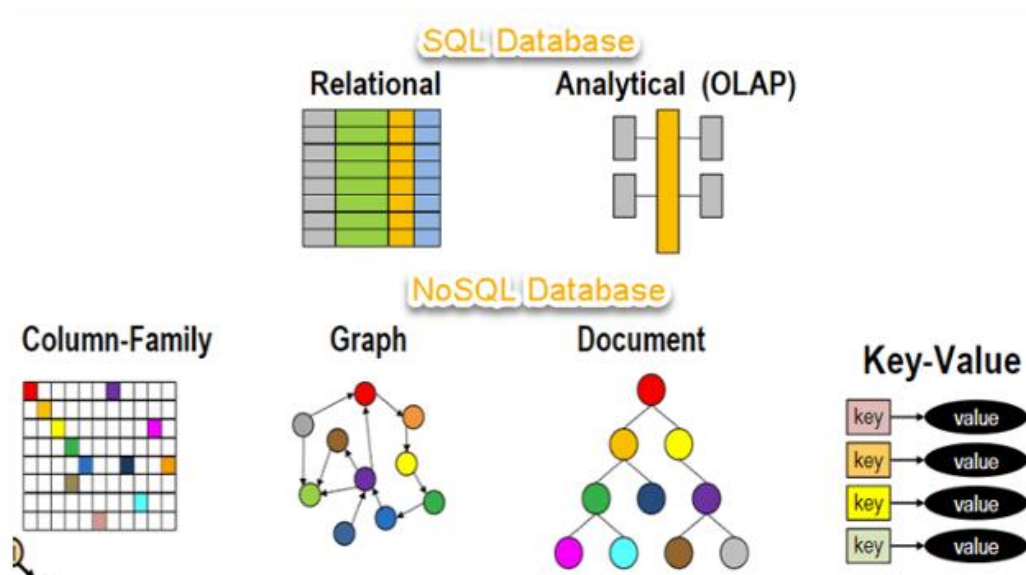 SQL Database
Relational
Analytical (OLAP)
NoSQL Database
Column-Family
Graph
Document
Key-Value
key value
key value
key value
key value